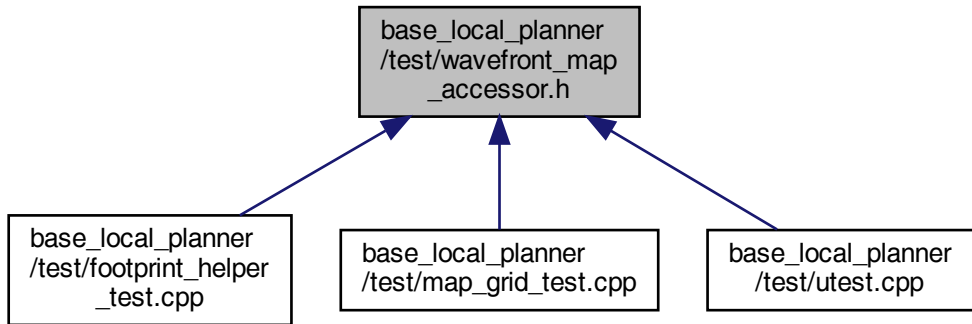 base_local_planner
/test/wavefront_map
_accessor.h
base_local_planner
/test/footprint_helper
_test.cpp
base_local_planner
/test/map_grid_test.cpp
base_local_planner
/test/utest.cpp